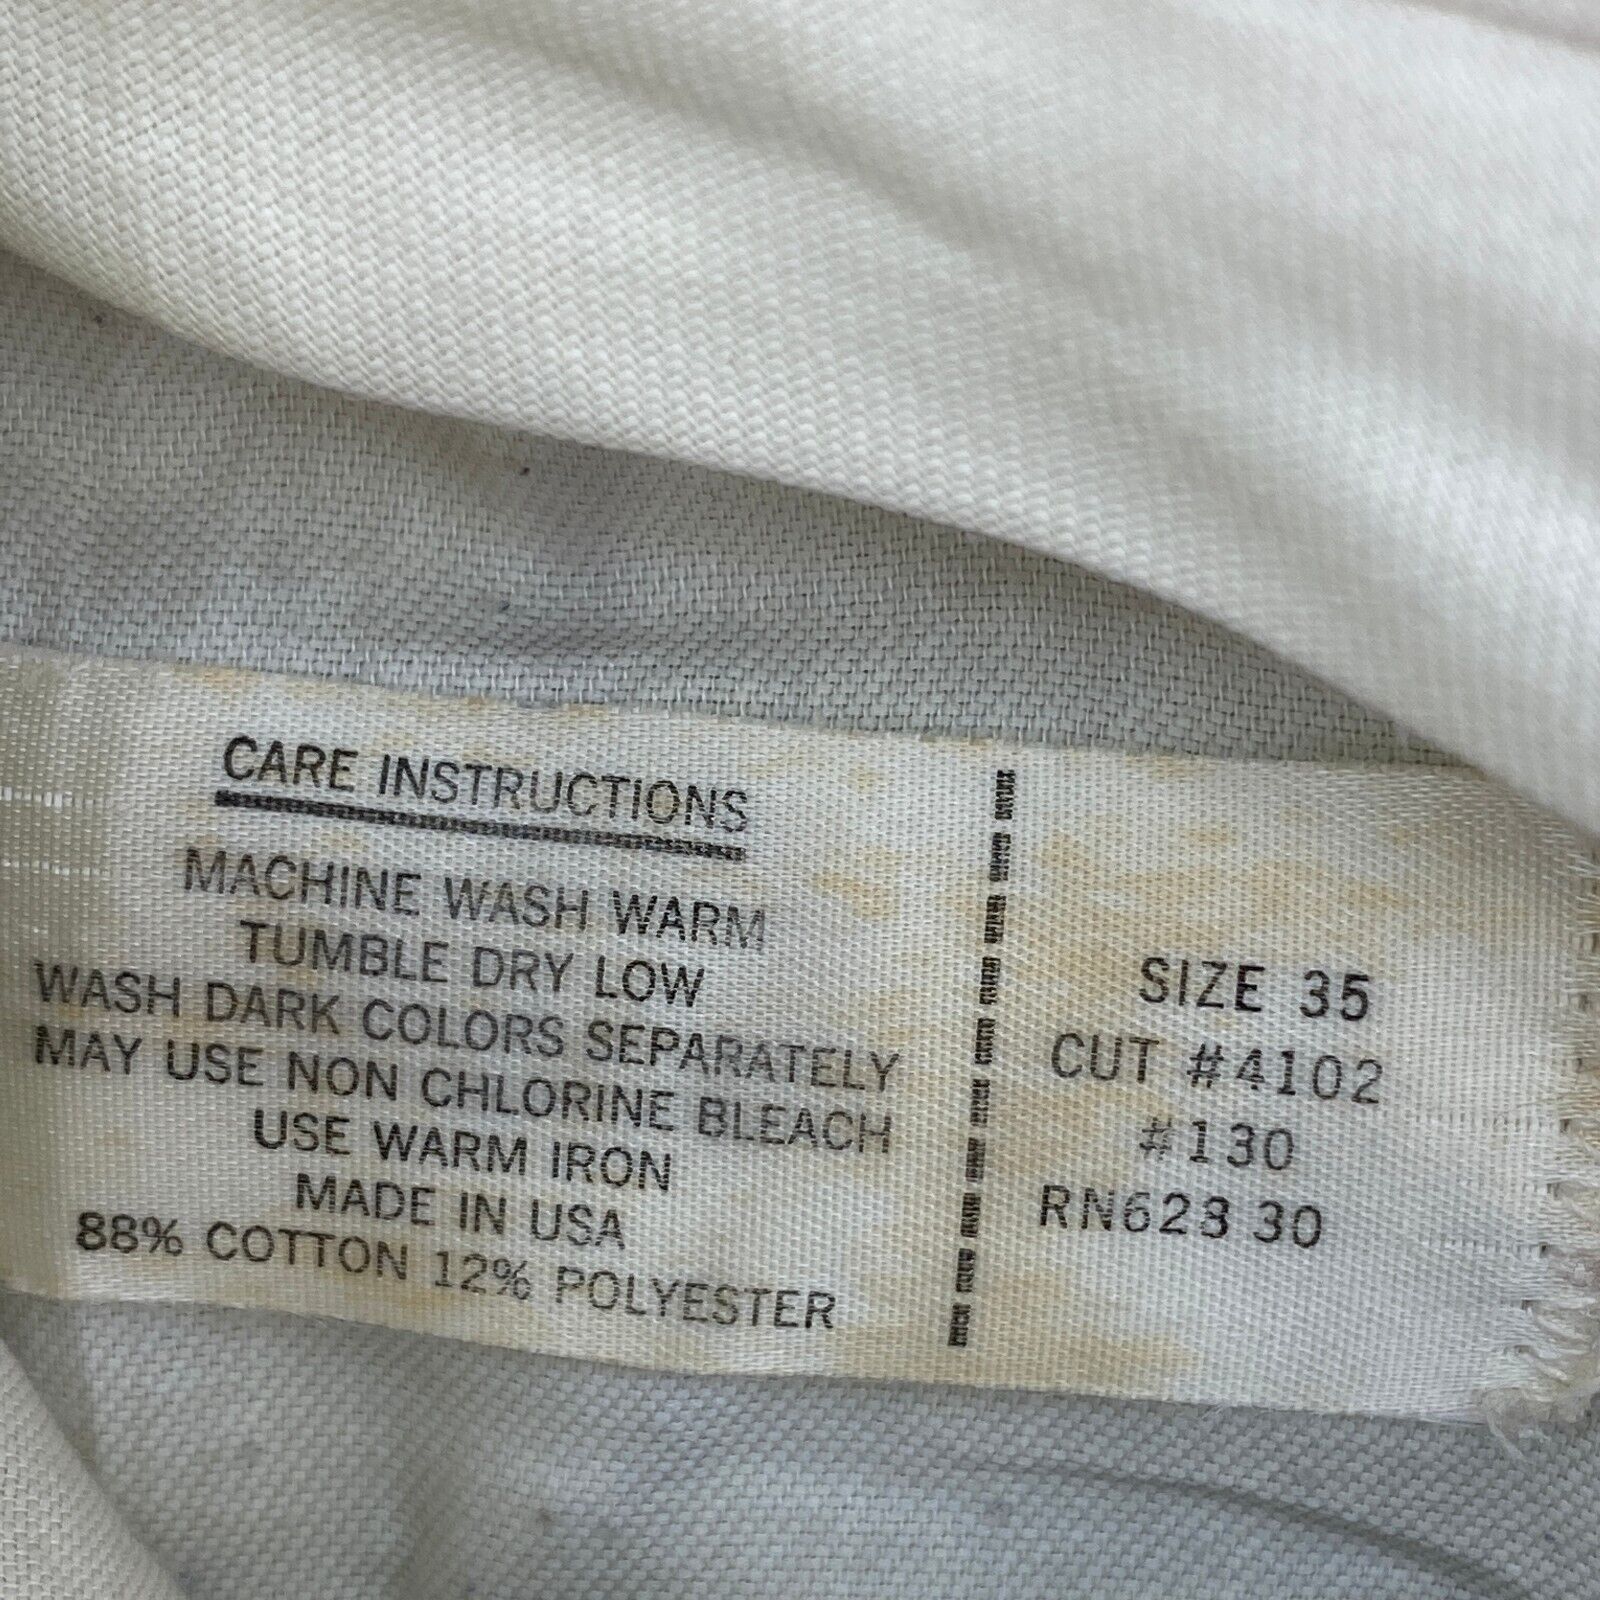 CARE INSTRUCTIONS
MACHINE WASH WARM
TUMBLE DRY LOW
WASH DARK COLORS SEPARATELY
MAY USE NON CHLORINE BLEACH
USE WARM IRON
MADE IN USA
88% COTTON 12% POLYESTER
SIZE 35
CUT #4102
#130
RN623 30